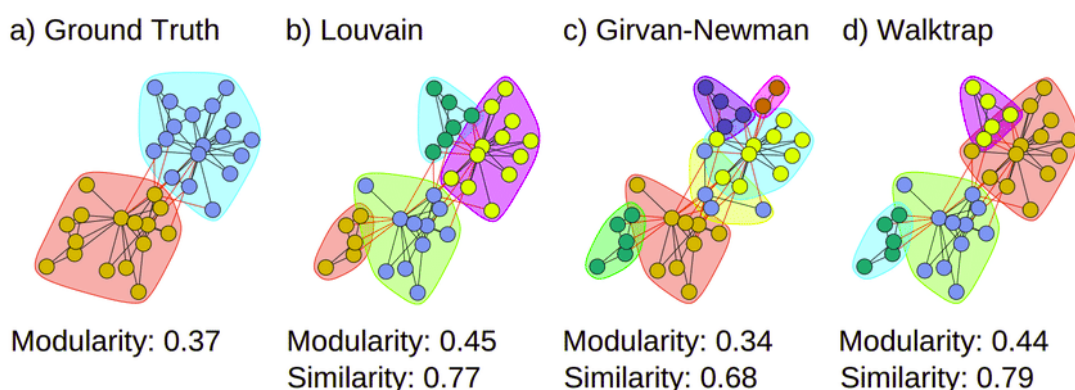 a) Ground Truth
b) Louvain
c) Girvan-Newman
d) Walktrap
Modularity: 0.37
Modularity: 0.45
Similarity: 0.77
Modularity: 0.34
Similarity: 0.68
Modularity: 0.44
Similarity: 0.79